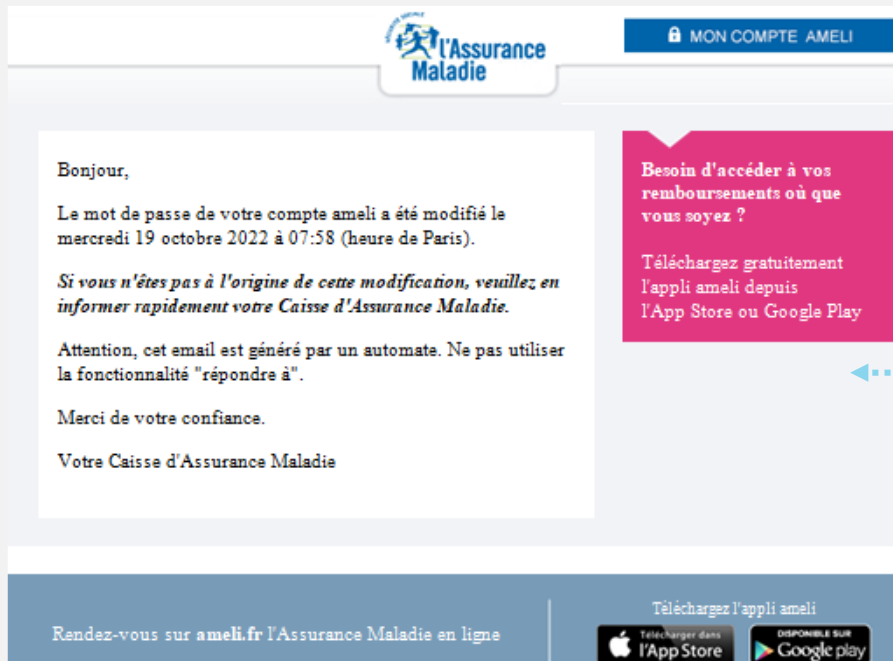 SÉCURITÉ SOCIALE
l'Assurance
Maladie
MON COMPTE AMELI
Bonjour,
Le mot de passe de votre compte ameli a été modifié le
mercredi 19 octobre 2022 à 07:58 (heure de Paris).
Si vous n'êtes pas à l'origine de cette modification, veuillez en
informer rapidement votre Caisse d'Assurance Maladie.
Attention, cet email est généré par un automate. Ne pas utiliser
la fonctionnalité "répondre à".
Merci de votre confiance.
Votre Caisse d'Assurance Maladie
Besoin d'accéder à vos
remboursements où que
vous soyez ?
Téléchargez gratuitement
l'appli ameli depuis
l'App Store ou Google Play
Rendez-vous sur ameli.fr l'Assurance Maladie en ligne
Téléchargez l'appli ameli
Télécharger dans
l'App Store
DISPONIBLE SUR
Google play